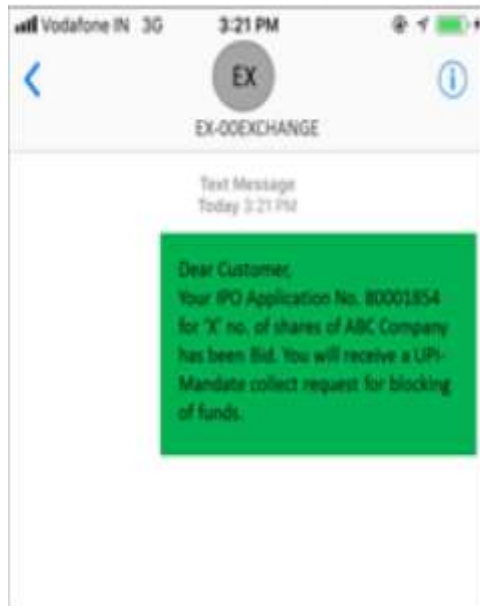 Vodafone IN 3G 3:21 PM
EX
EX-00EXCHANGE
Text Message
Today 3:21 PM
Dear Customer,
Your IPO Application No. 80001854
for 'X' no. of shares of ABC Company
has been Bid. You will receive a UPI-
Mandate collect request for blocking
of funds.